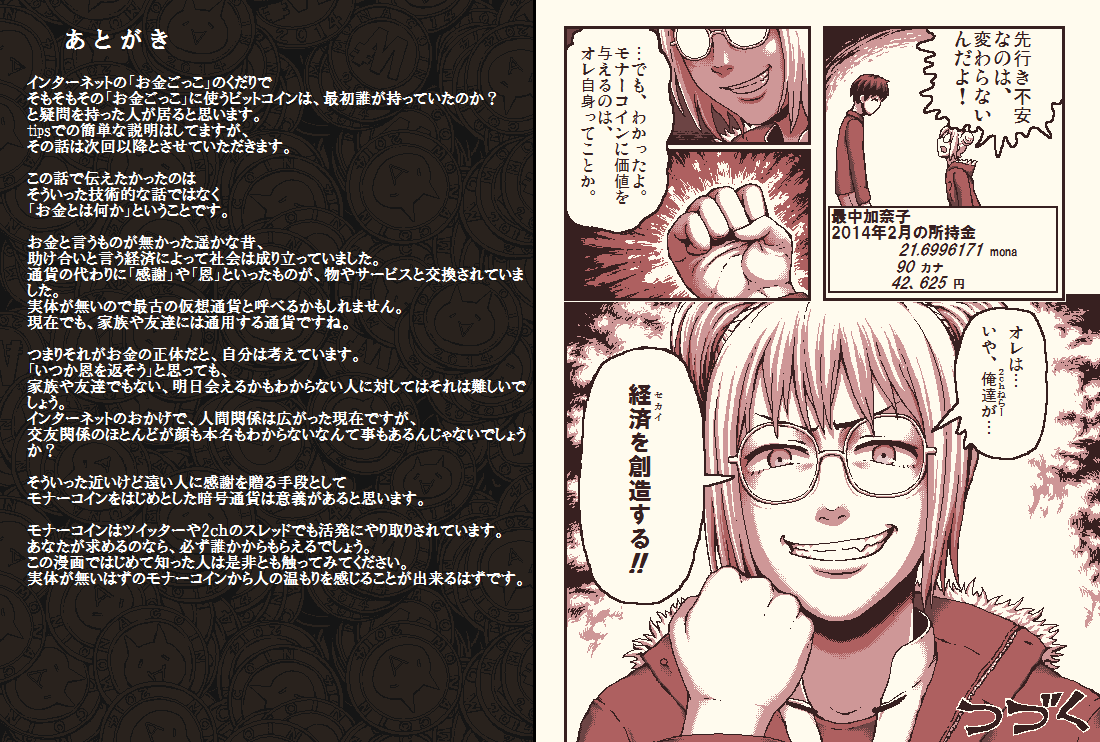 先行き不安
なのは、
変わらない
んだよ！
最中加奈子
2014年2月の所持金
21.6996171 mona
90 カナ
42,625 円
…でも、わかったよ。
モナーコインに価値を
与えるのは、
オレ自身ってことか。
オレは…
いや、俺達が…
2chねらー
経済を創造する!!
セカイ
つづく
あとがき
インターネットの「お金ごっこ」のくだりで
そもそもその「お金ごっこ」に使うビットコインは、最初誰が持っていたのか？
と疑問を持った人が居ると思います。
tipsでの簡単な説明はしてますが、
その話は次回以降とさせていただきます。
この話で伝えたかったのは
そういった技術的な話ではなく
「お金とは何か」ということです。
お金と言うものが無かった遥かな昔、
助け合いと言う経済によって社会は成り立っていました。
通貨の代わりに「感謝」や「恩」といったものが、物やサービスと交換されていま
した。
実体が無いので最古の仮想通貨と呼べるかもしれません。
現在でも、家族や友達には通用する通貨ですね。
つまりそれがお金の正体だと、自分は考えています。
「いつか恩を返そう」と思っても、
家族や友達でもない、明日会えるかもわからない人に対してはそれは難しいで
しょう。
インターネットのおかげで、人間関係は広がった現在ですが、
交友関係のほとんどが顔も本名もわからないなんて事もあるんじゃないでしょう
か？
そういった近いけど遠い人に感謝を贈る手段として
モナーコインをはじめとした暗号通貨は意義があると思います。
モナーコインはツイッターや2chのスレッドでも活発にやり取りされています。
あなたが求めるのなら、必ず誰かからもらえるでしょう。
この漫画ではじめて知った人は是非とも触ってみてください。
実体が無いはずのモナーコインから人の温もりを感じることが出来るはずです。